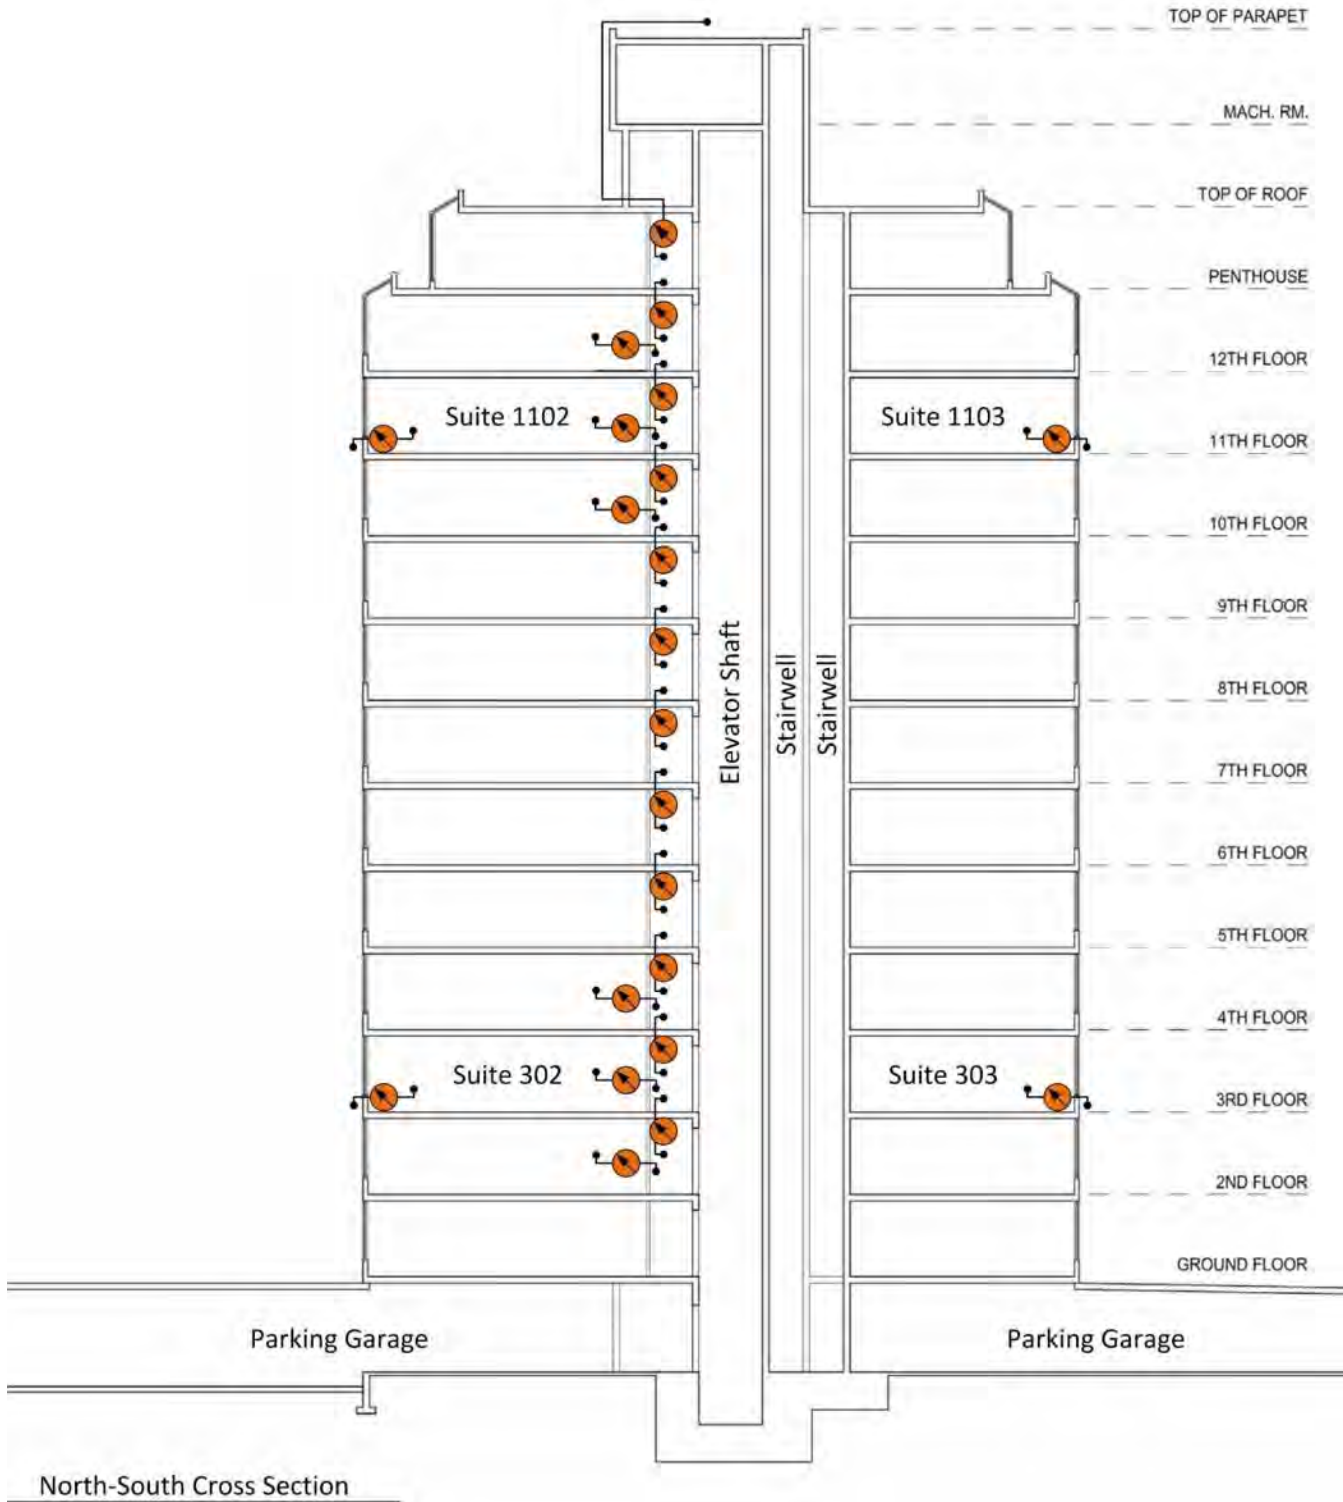 TOP OF PARAPET
MACH. RM.
TOP OF ROOF
PENTHOUSE
12TH FLOOR
Suite 1102
Suite 1103
11TH FLOOR
10TH FLOOR
9TH FLOOR
Elevator Shaft
Stairwell
Stairwell
8TH FLOOR
7TH FLOOR
6TH FLOOR
5TH FLOOR
4TH FLOOR
Suite 302
Suite 303
3RD FLOOR
2ND FLOOR
GROUND FLOOR
Parking Garage
Parking Garage
North-South Cross Section